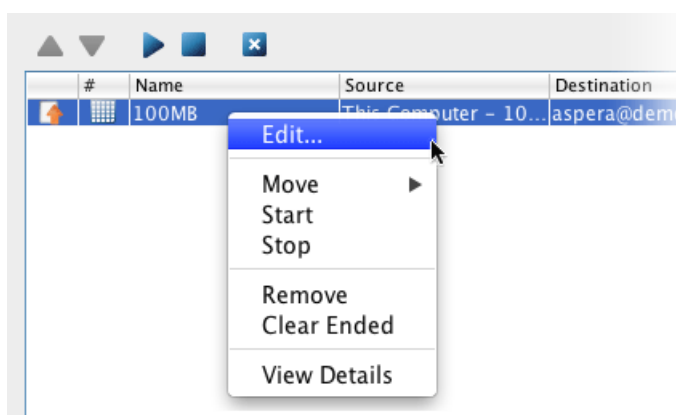 # Name Source Destination
100MB This Computer – 10... aspera@dem
Edit...
Move
Start
Stop
Remove
Clear Ended
View Details